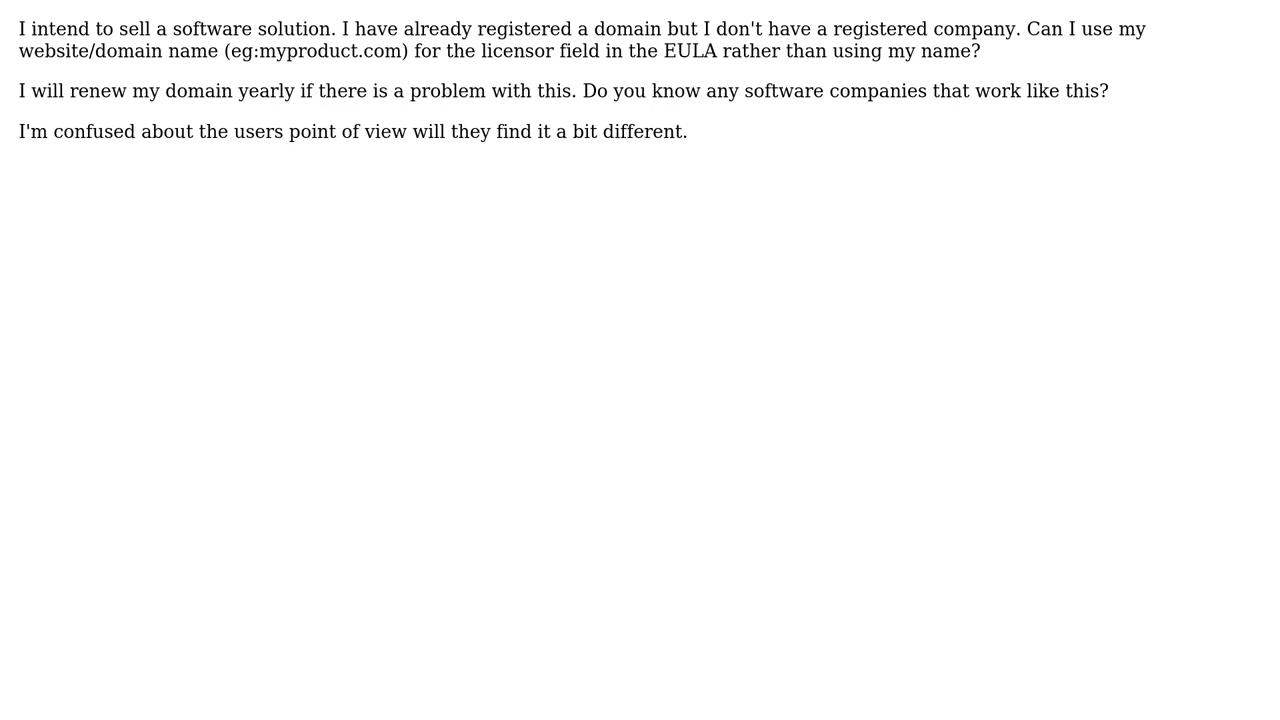 I intend to sell a software solution. I have already registered a domain but I don't have a registered company. Can I use my
website/domain name (eg:myproduct.com) for the licensor field in the EULA rather than using my name?
I will renew my domain yearly if there is a problem with this. Do you know any software companies that work like this?
I'm confused about the users point of view will they find it a bit different.